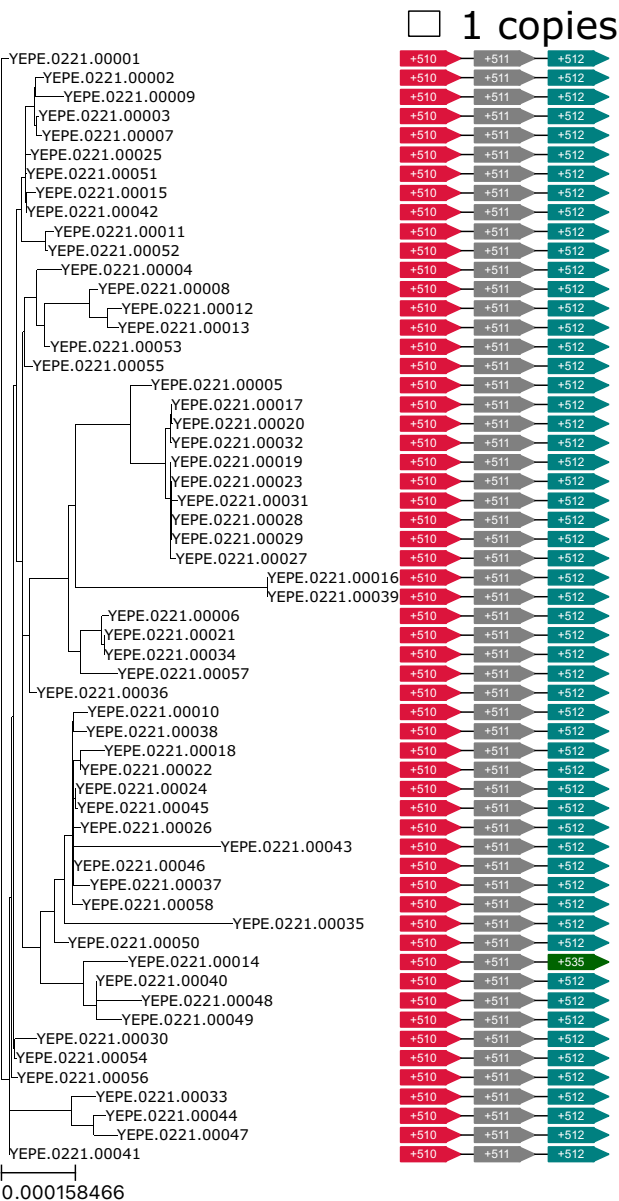 1 copies
YEPE.0221.00001 +510 +511 +512
YEPE.0221.00002 +510 +511 +512
YEPE.0221.00009 +510 +511 +512
YEPE.0221.00003 +510 +511 +512
YEPE.0221.00007 +510 +511 +512
YEPE.0221.00025 +510 +511 +512
YEPE.0221.00051 +510 +511 +512
YEPE.0221.00015 +510 +511 +512
YEPE.0221.00042 +510 +511 +512
YEPE.0221.00011 +510 +511 +512
YEPE.0221.00052 +510 +511 +512
YEPE.0221.00004 +510 +511 +512
YEPE.0221.00008 +510 +511 +512
YEPE.0221.00012 +510 +511 +512
YEPE.0221.00013 +510 +511 +512
YEPE.0221.00053 +510 +511 +512
YEPE.0221.00055 +510 +511 +512
YEPE.0221.00005 +510 +511 +512
YEPE.0221.00017 +510 +511 +512
YEPE.0221.00020 +510 +511 +512
YEPE.0221.00032 +510 +511 +512
YEPE.0221.00019 +510 +511 +512
YEPE.0221.00023 +510 +511 +512
YEPE.0221.00031 +510 +511 +512
YEPE.0221.00028 +510 +511 +512
YEPE.0221.00029 +510 +511 +512
YEPE.0221.00027 +510 +511 +512
YEPE.0221.00016 +510 +511 +512
YEPE.0221.00039 +510 +511 +512
YEPE.0221.00006 +510 +511 +512
YEPE.0221.00021 +510 +511 +512
YEPE.0221.00034 +510 +511 +512
YEPE.0221.00057 +510 +511 +512
YEPE.0221.00036 +510 +511 +512
YEPE.0221.00010 +510 +511 +512
YEPE.0221.00038 +510 +511 +512
YEPE.0221.00018 +510 +511 +512
YEPE.0221.00022 +510 +511 +512
YEPE.0221.00024 +510 +511 +512
YEPE.0221.00045 +510 +511 +512
YEPE.0221.00026 +510 +511 +512
YEPE.0221.00043 +510 +511 +512
YEPE.0221.00046 +510 +511 +512
YEPE.0221.00037 +510 +511 +512
YEPE.0221.00058 +510 +511 +512
YEPE.0221.00035 +510 +511 +512
YEPE.0221.00050 +510 +511 +512
YEPE.0221.00014 +510 +511 +535
YEPE.0221.00040 +510 +511 +512
YEPE.0221.00048 +510 +511 +512
YEPE.0221.00049 +510 +511 +512
YEPE.0221.00030 +510 +511 +512
YEPE.0221.00054 +510 +511 +512
YEPE.0221.00056 +510 +511 +512
YEPE.0221.00033 +510 +511 +512
YEPE.0221.00044 +510 +511 +512
YEPE.0221.00047 +510 +511 +512
YEPE.0221.00041 +510 +511 +512
0.000158466